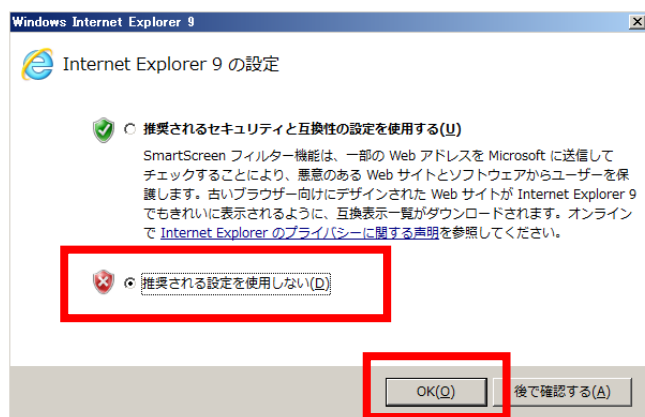 Windows Internet Explorer 9
Internet Explorer 9 の設定
推奨されるセキュリティと互換性の設定を使用する(U)
SmartScreen フィルター機能は、一部の Web アドレスを Microsoft に送信して
チェックすることにより、悪意のある Web サイトとソフトウェアからユーザーを保
護します。古いブラウザー向けにデザインされた Web サイトが Internet Explorer 9
でもきれいに表示されるように、互換表示一覧がダウンロードされます。オンライン
で Internet Explorer のプライバシーに関する声明を参照してください。
推奨される設定を使用しない(D)
OK(O)
後で確認する(A)